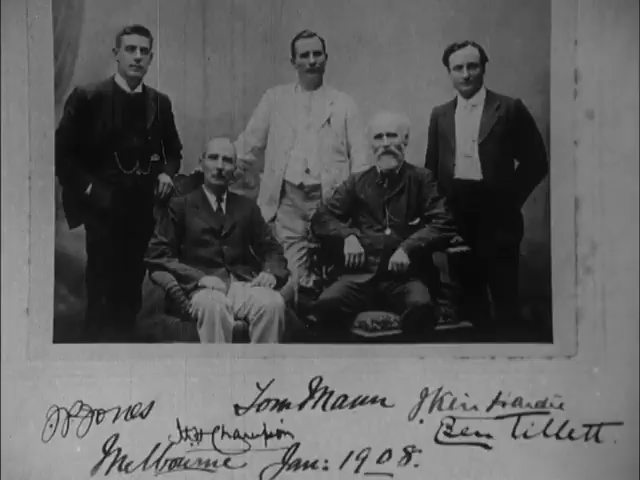 J P Jones Tom Mann J Keir Hardie
H H Champion Ben Tillett.
Melbourne Jan: 1908.